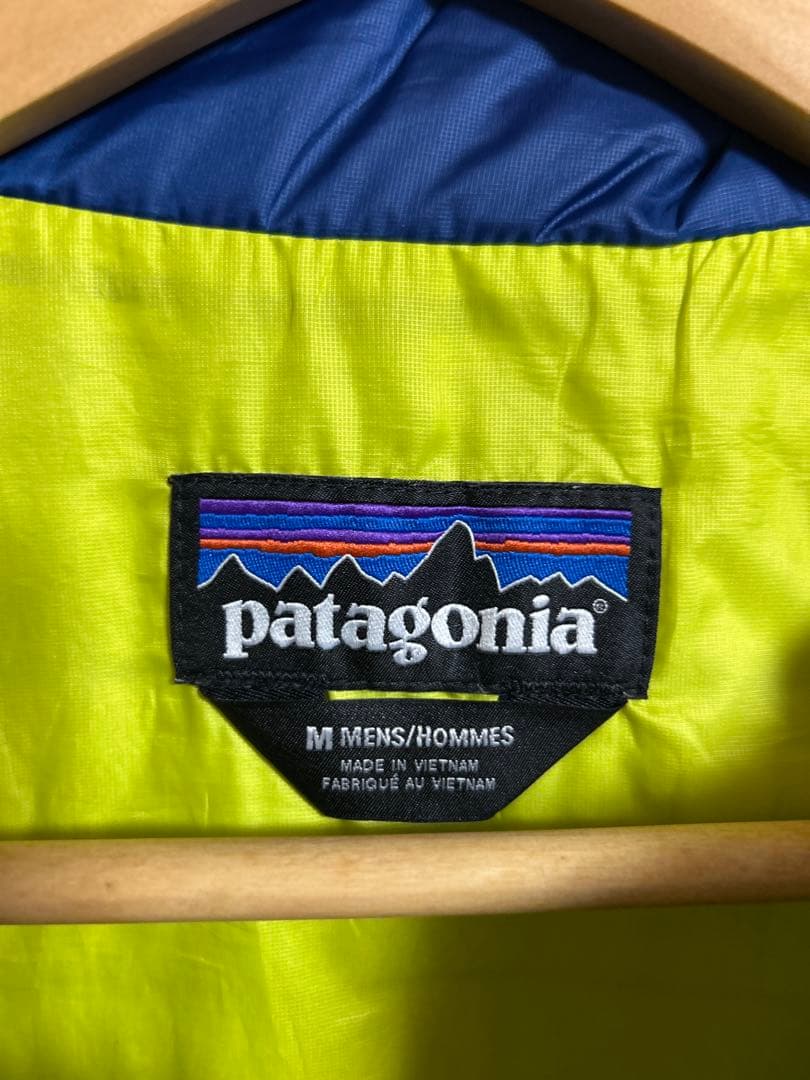 patagonia®
M MENS/HOMMES
MADE IN VIETNAM
FABRIQUÉ AU VIETNAM